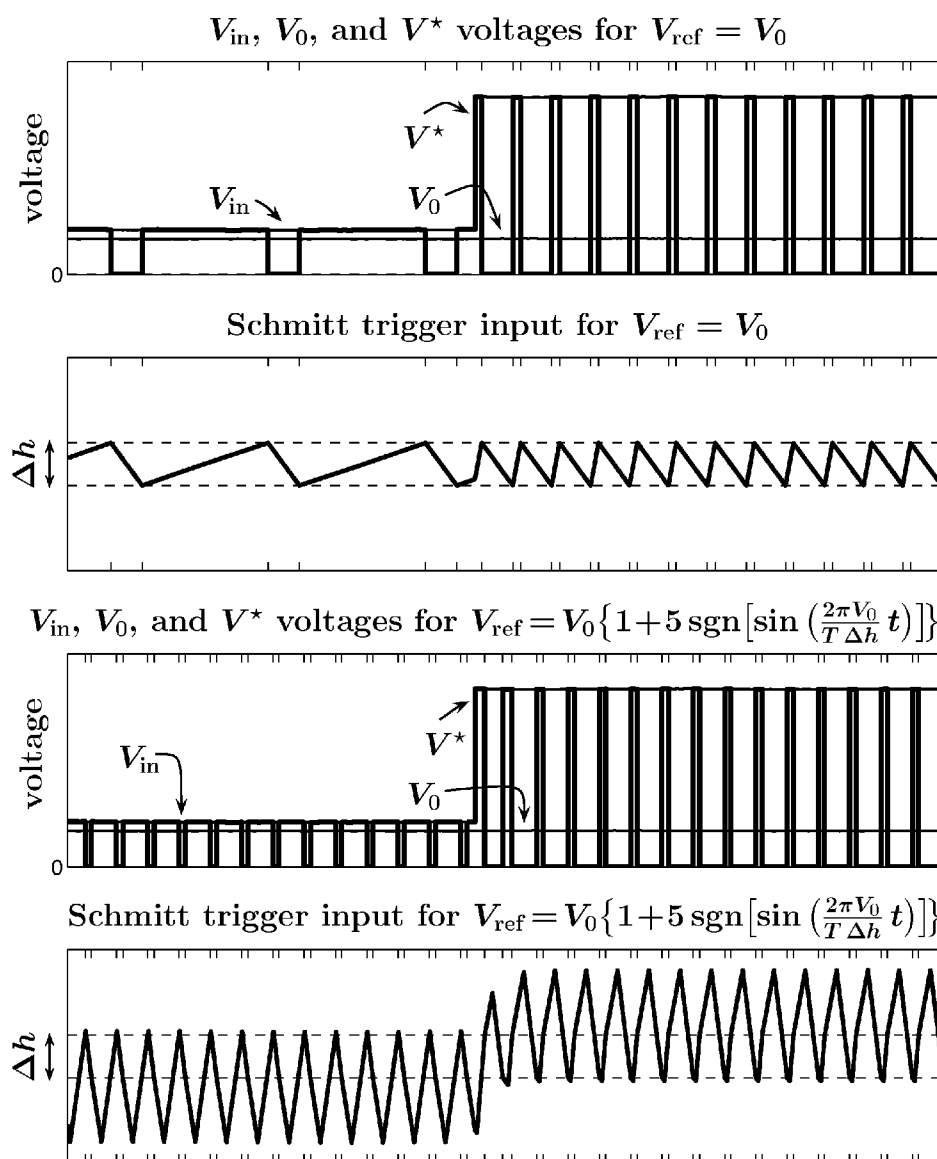 V_in, V_0, and V^⋆ voltages for V_ref = V_0
voltage
V^⋆
V_in
V_0
0
Schmitt trigger input for V_ref = V_0
Δh
V_in, V_0, and V^⋆ voltages for V_ref = V_0{1+5 sgn[sin (\frac{2πV_0}{T Δh} t)]}
voltage
V^⋆
V_in
V_0
0
Schmitt trigger input for V_ref = V_0{1+5 sgn[sin (\frac{2πV_0}{T Δh} t)]}
Δh